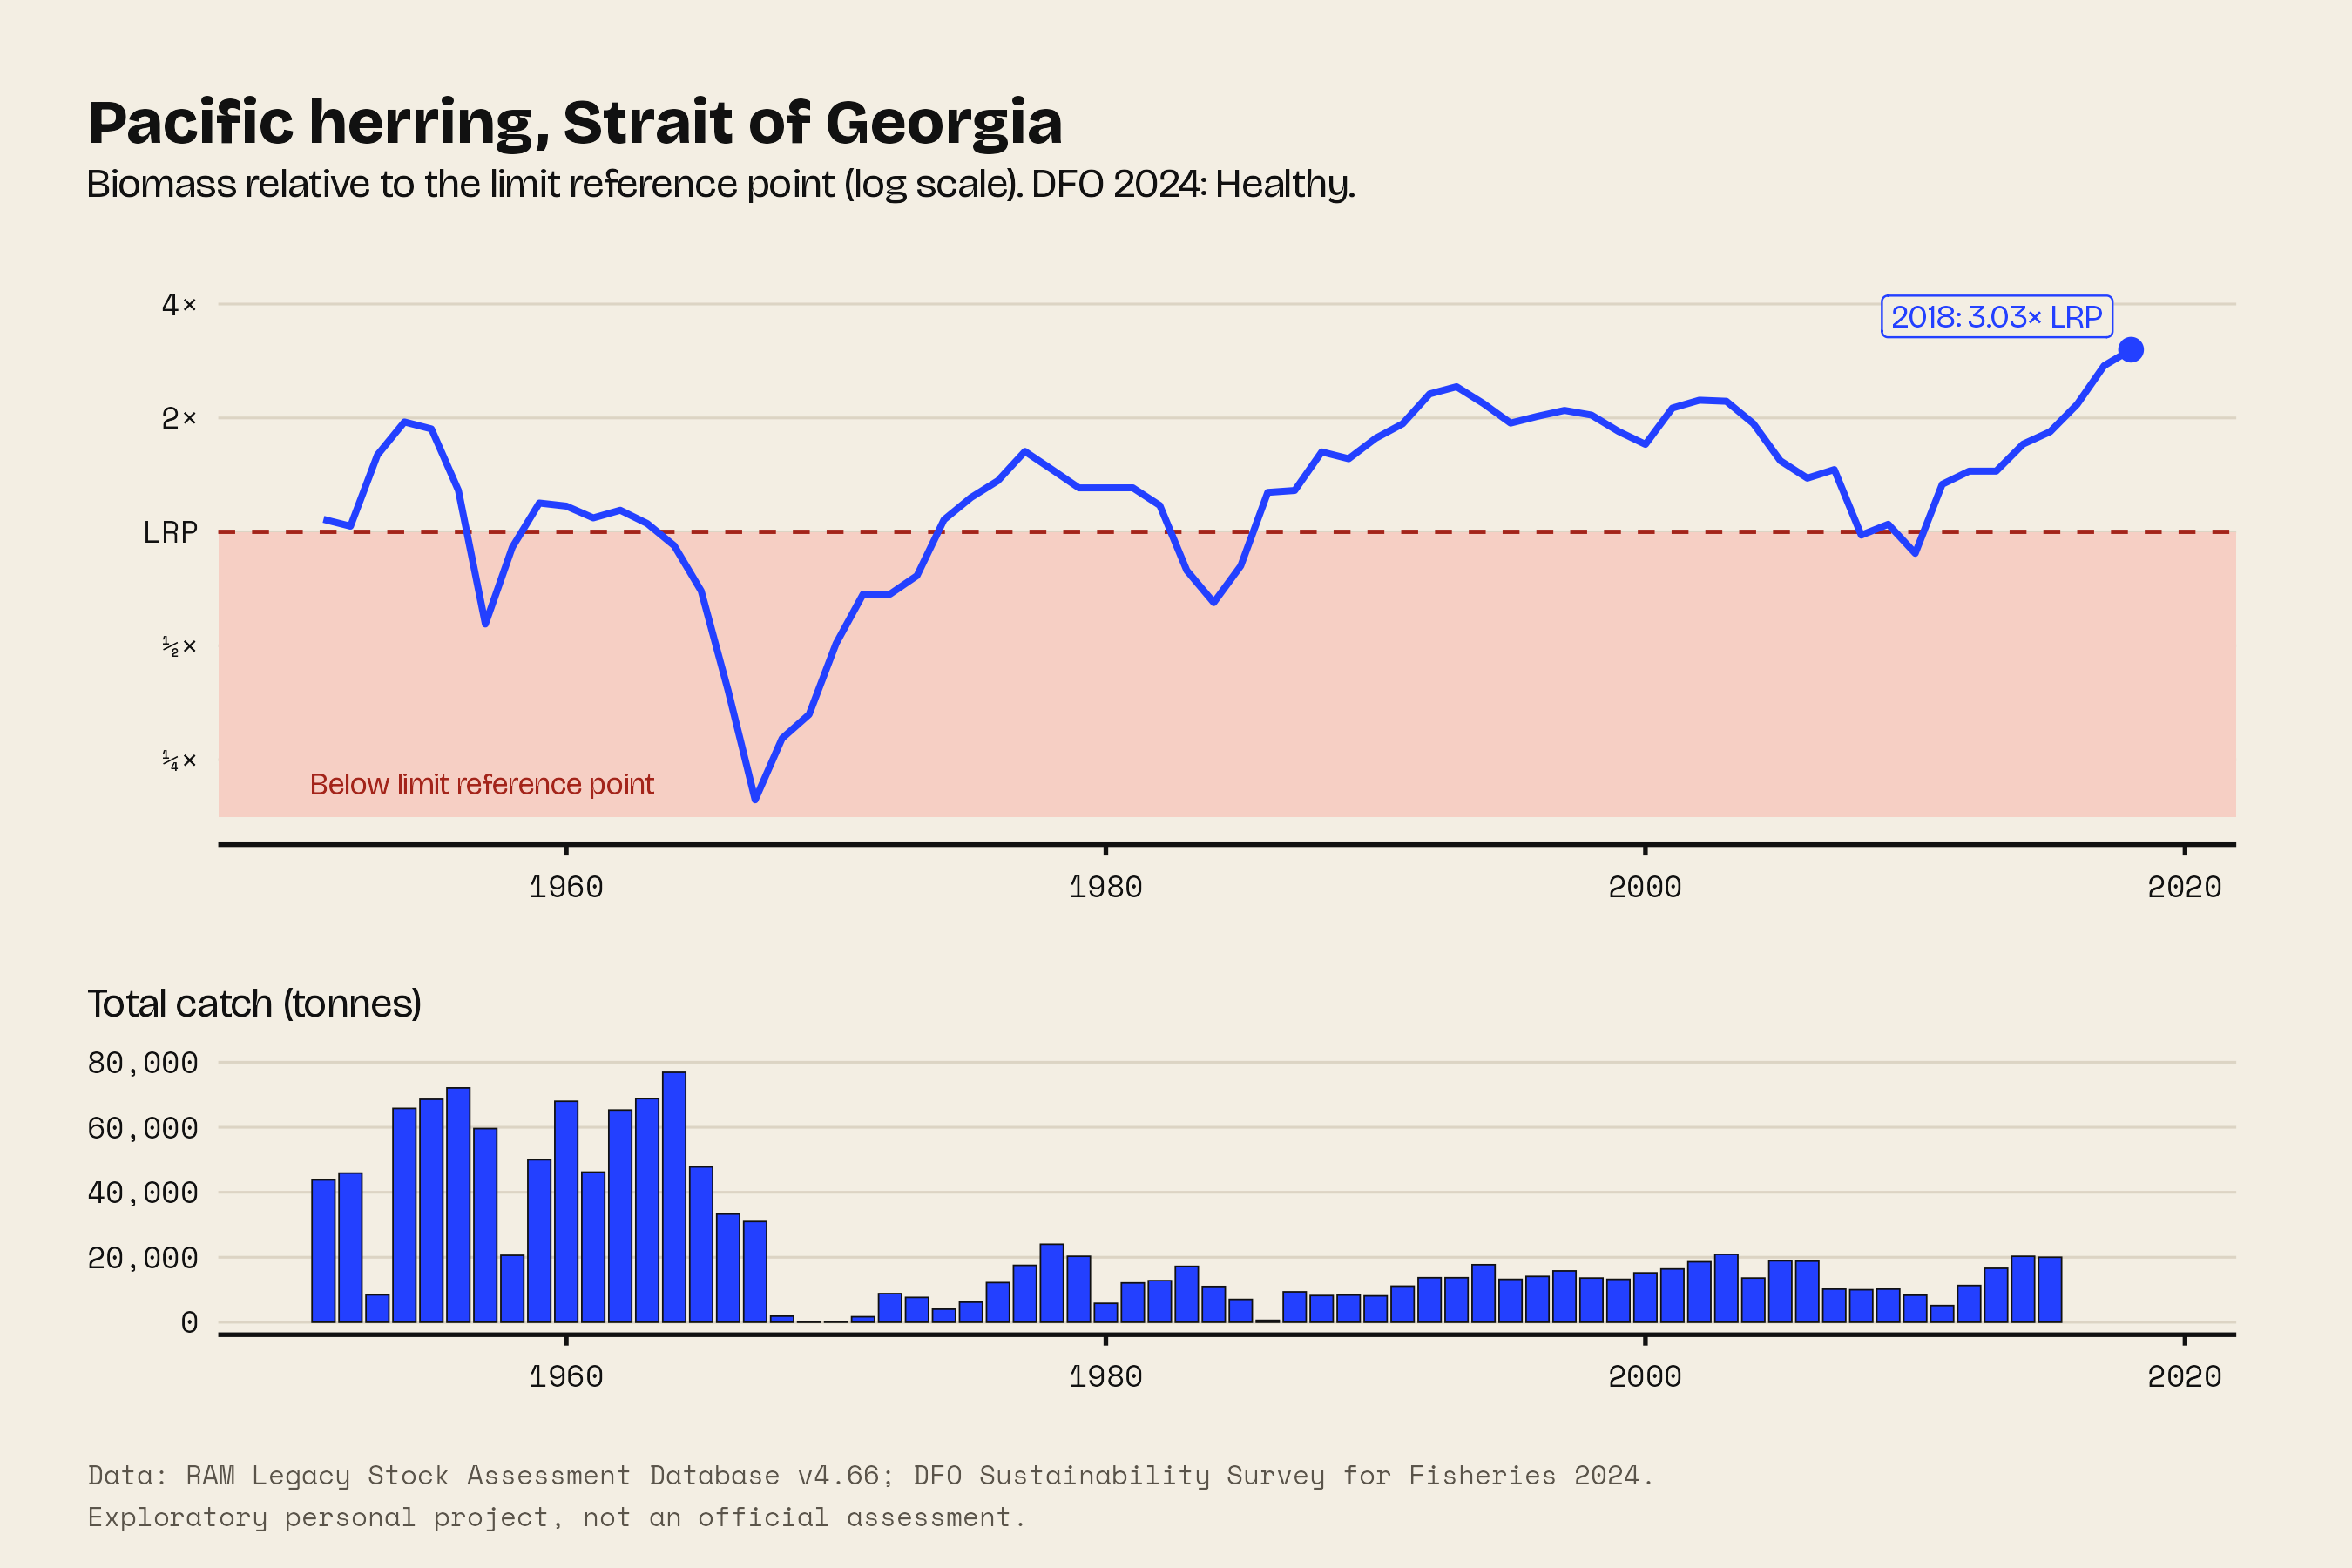 Pacific herring, Strait of Georgia
Biomass relative to the limit reference point (log scale). DFO 2024: Healthy.
4×
2018: 3.03× LRP
2×
LRP
½×
¼×
Below limit reference point
1960 1980 2000 2020
Total catch (tonnes)
80,000
60,000
40,000
20,000
0
1960 1980 2000 2020
Data: RAM Legacy Stock Assessment Database v4.66; DFO Sustainability Survey for Fisheries 2024.
Exploratory personal project, not an official assessment.